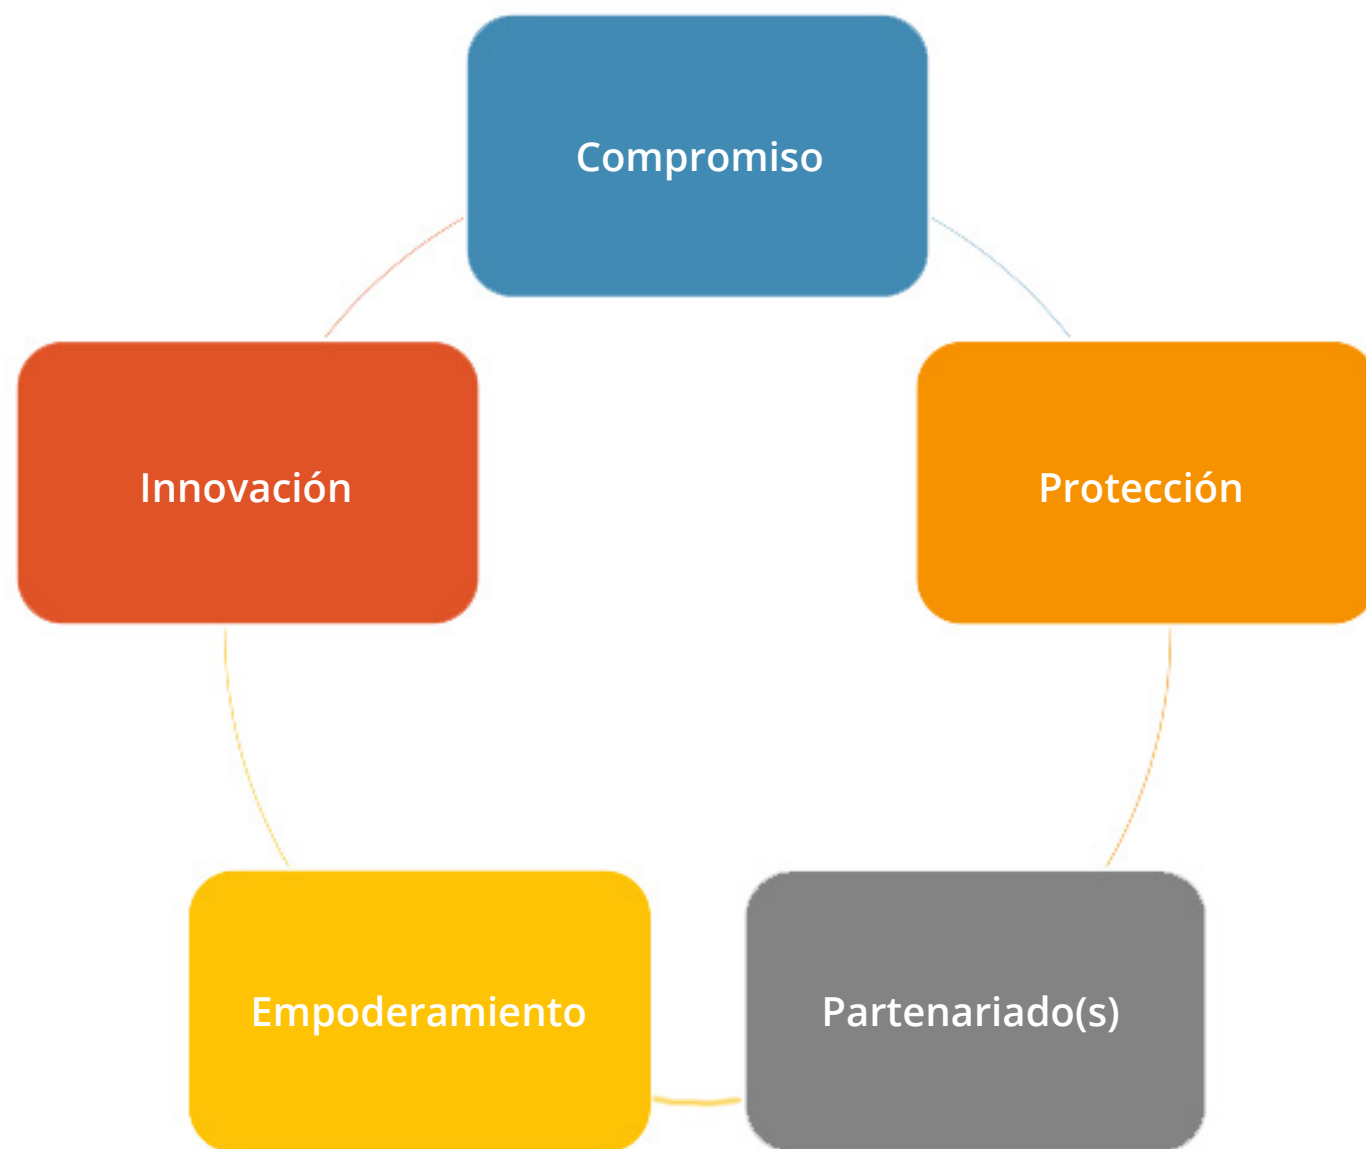 Compromiso
Innovación
Protección
Empoderamiento
Partenariado(s)